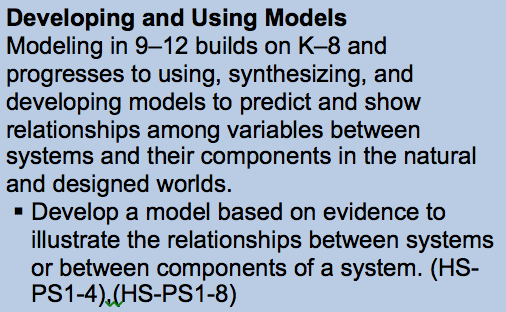 Developing and Using Models
Modeling in 9–12 builds on K–8 and
progresses to using, synthesizing, and
developing models to predict and show
relationships among variables between
systems and their components in the natural
and designed worlds.
▪ Develop a model based on evidence to
illustrate the relationships between systems
or between components of a system. (HS-
PS1-4),(HS-PS1-8)